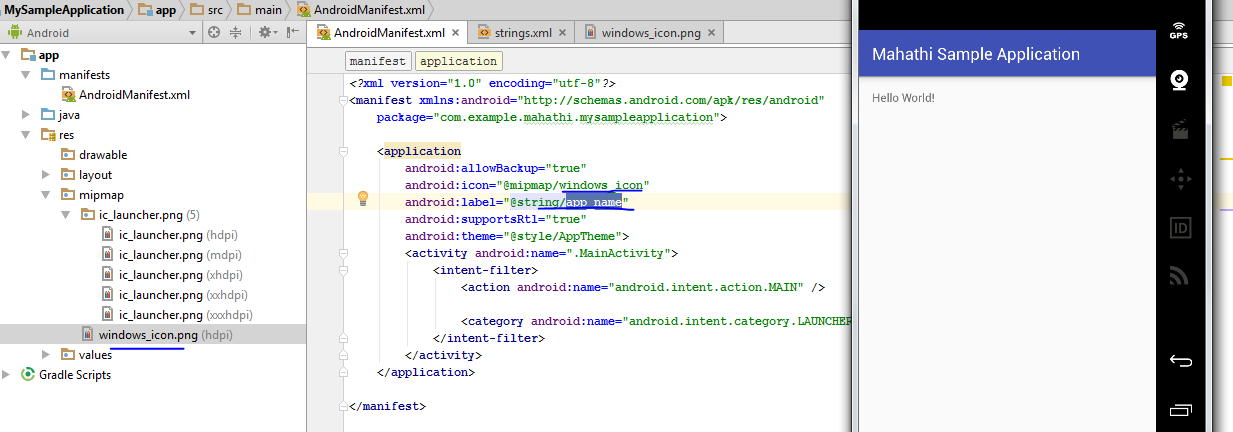 MySampleApplication app src main AndroidManifest.xml
Android
app
manifests
AndroidManifest.xml
java
res
drawable
layout
mipmap
ic_launcher.png (5)
ic_launcher.png (hdpi)
ic_launcher.png (mdpi)
ic_launcher.png (xhdpi)
ic_launcher.png (xxhdpi)
ic_launcher.png (xxxhdpi)
windows_icon.png (hdpi)
values
Gradle Scripts
AndroidManifest.xml strings.xml windows_icon.png
manifest application
<?xml version="1.0" encoding="utf-8"?>
<manifest xmlns:android="http://schemas.android.com/apk/res/android"
package="com.example.mahathi.mysampleapplication">
<application
android:allowBackup="true"
android:icon="@mipmap/windows_icon"
android:label="@string/app_name"
android:supportsRtl="true"
android:theme="@style/AppTheme">
<activity android:name=".MainActivity">
<intent-filter>
<action android:name="android.intent.action.MAIN" />
<category android:name="android.intent.category.LAUNCHER
</intent-filter>
</activity>
</application>
</manifest>
Mahathi Sample Application
Hello World!
GPS
ID